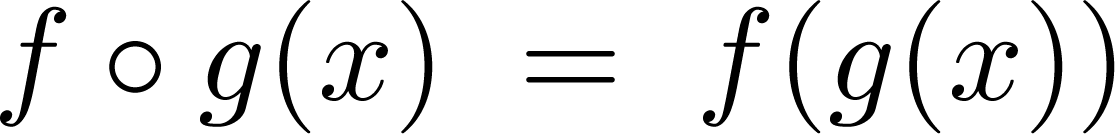 f ∘ g(x) = f(g(x))